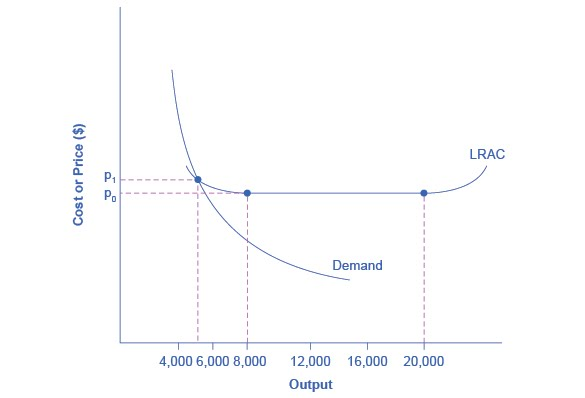 Cost or Price ($)
LRAC
p1
p0
Demand
4,000 6,000 8,000 12,000 16,000 20,000
Output